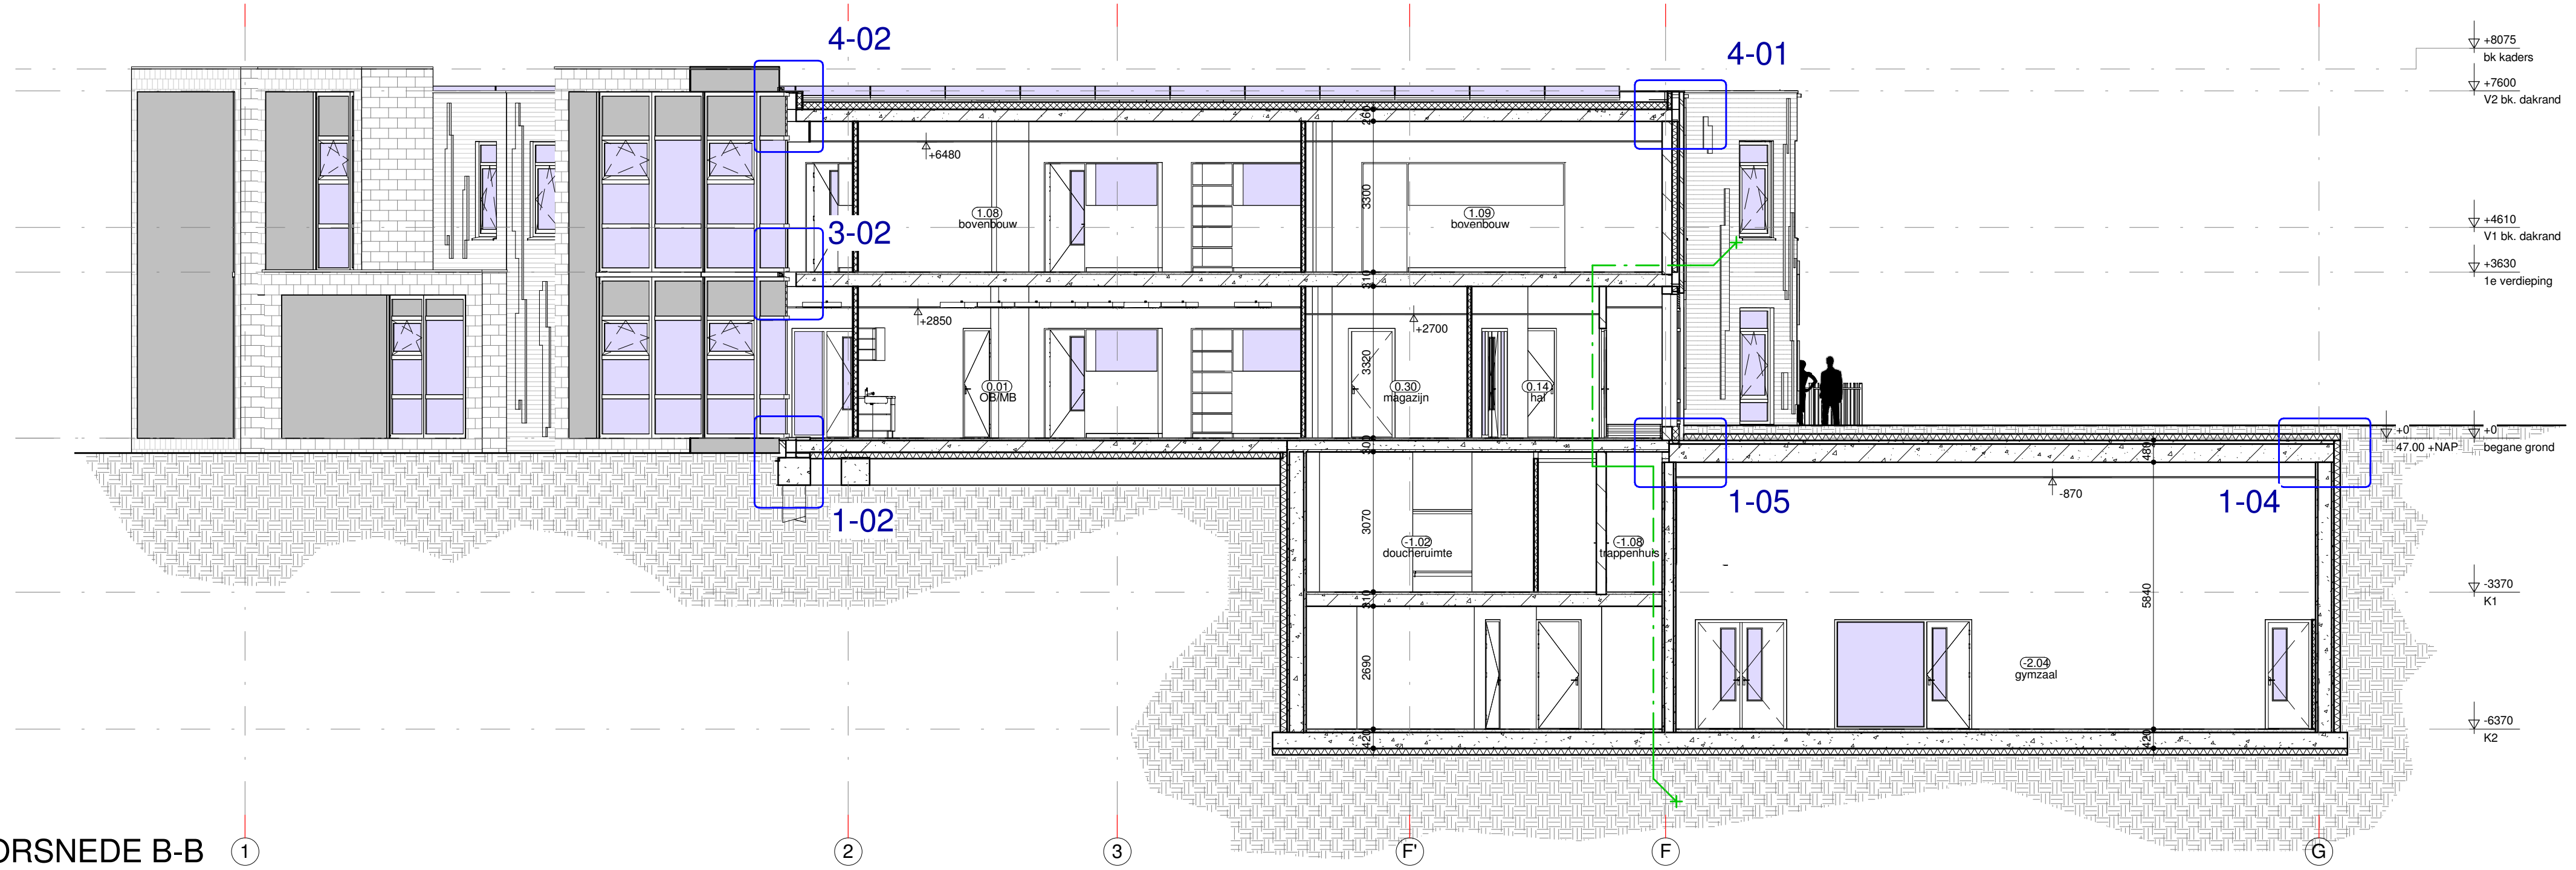 4-02
4-01
+8075
bk kaders
+7600
V2 bk. dakrand
260
+6480
3300
1.08
bovenbouw
1.09
bovenbouw
3-02
+4610
V1 bk. dakrand
+3630
1e verdieping
310
+2850
+2700
3320
0.01
OB/MB
0.30
magazijn
0.14
hal
300
480
+0
47.00 +NAP
+0
begane grond
1-02
1-05
-870
1-04
3070
-1.02
doucheruimte
-1.08
trappenhuis
310
5840
-3370
K1
2690
-2.04
gymzaal
420
420
-6370
K2
ORSNEDE B-B
1
2
3
F'
F
G